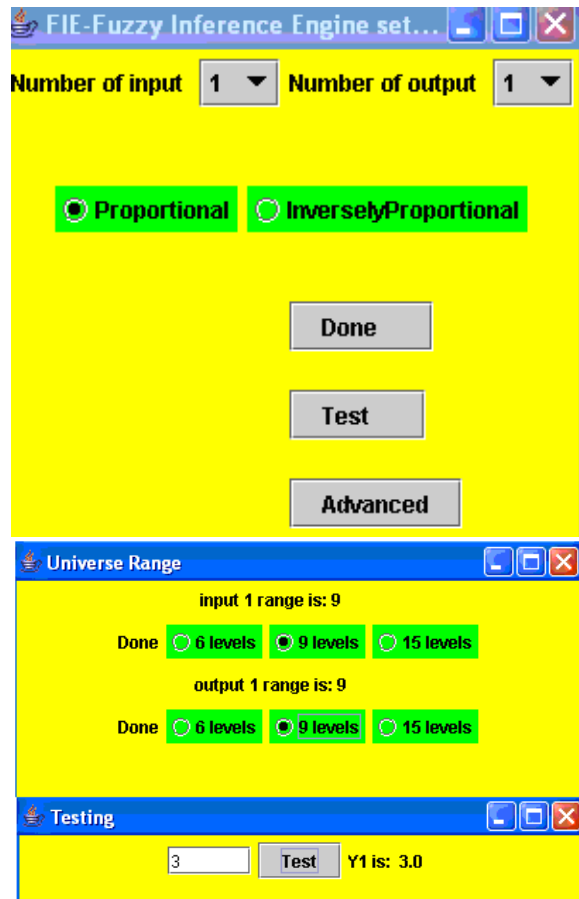 FIE-Fuzzy Inference Engine set...
Number of input 1 Number of output 1
Proportional InverselyProportional
Done
Test
Advanced
Universe Range
input 1 range is: 9
Done 6 levels 9 levels 15 levels
output 1 range is: 9
Done 6 levels 9 levels 15 levels
Testing
3 Test Y1 is: 3.0